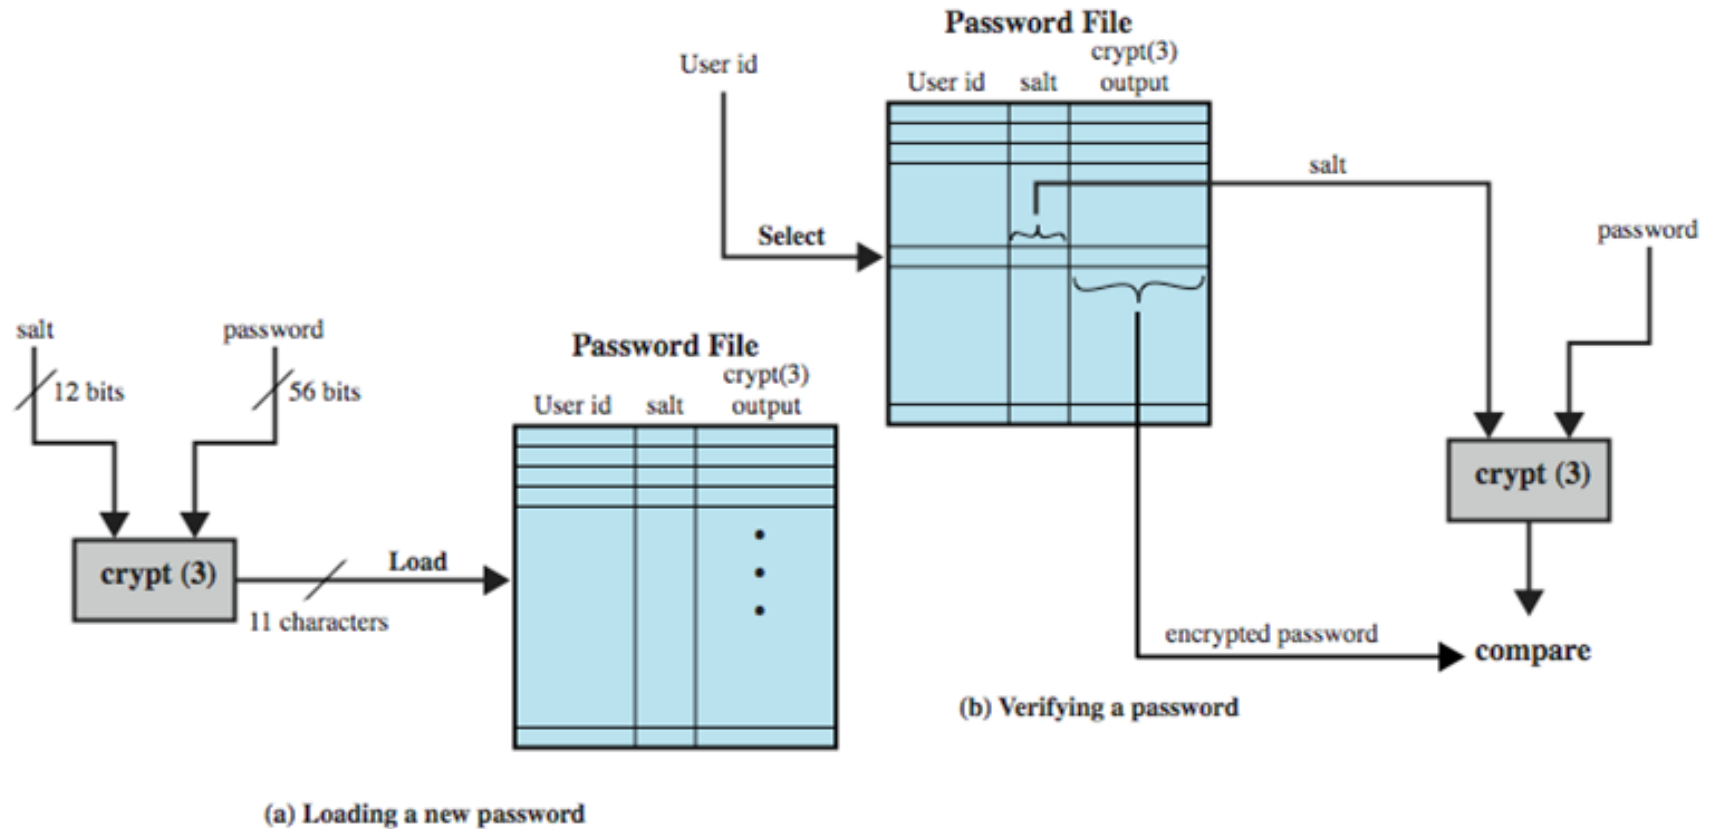 salt
password
12 bits
56 bits
crypt (3)
Load
11 characters
Password File
crypt(3)
User id salt output
(a) Loading a new password
User id
Select
Password File
crypt(3)
User id salt output
salt
password
crypt (3)
encrypted password
compare
(b) Verifying a password